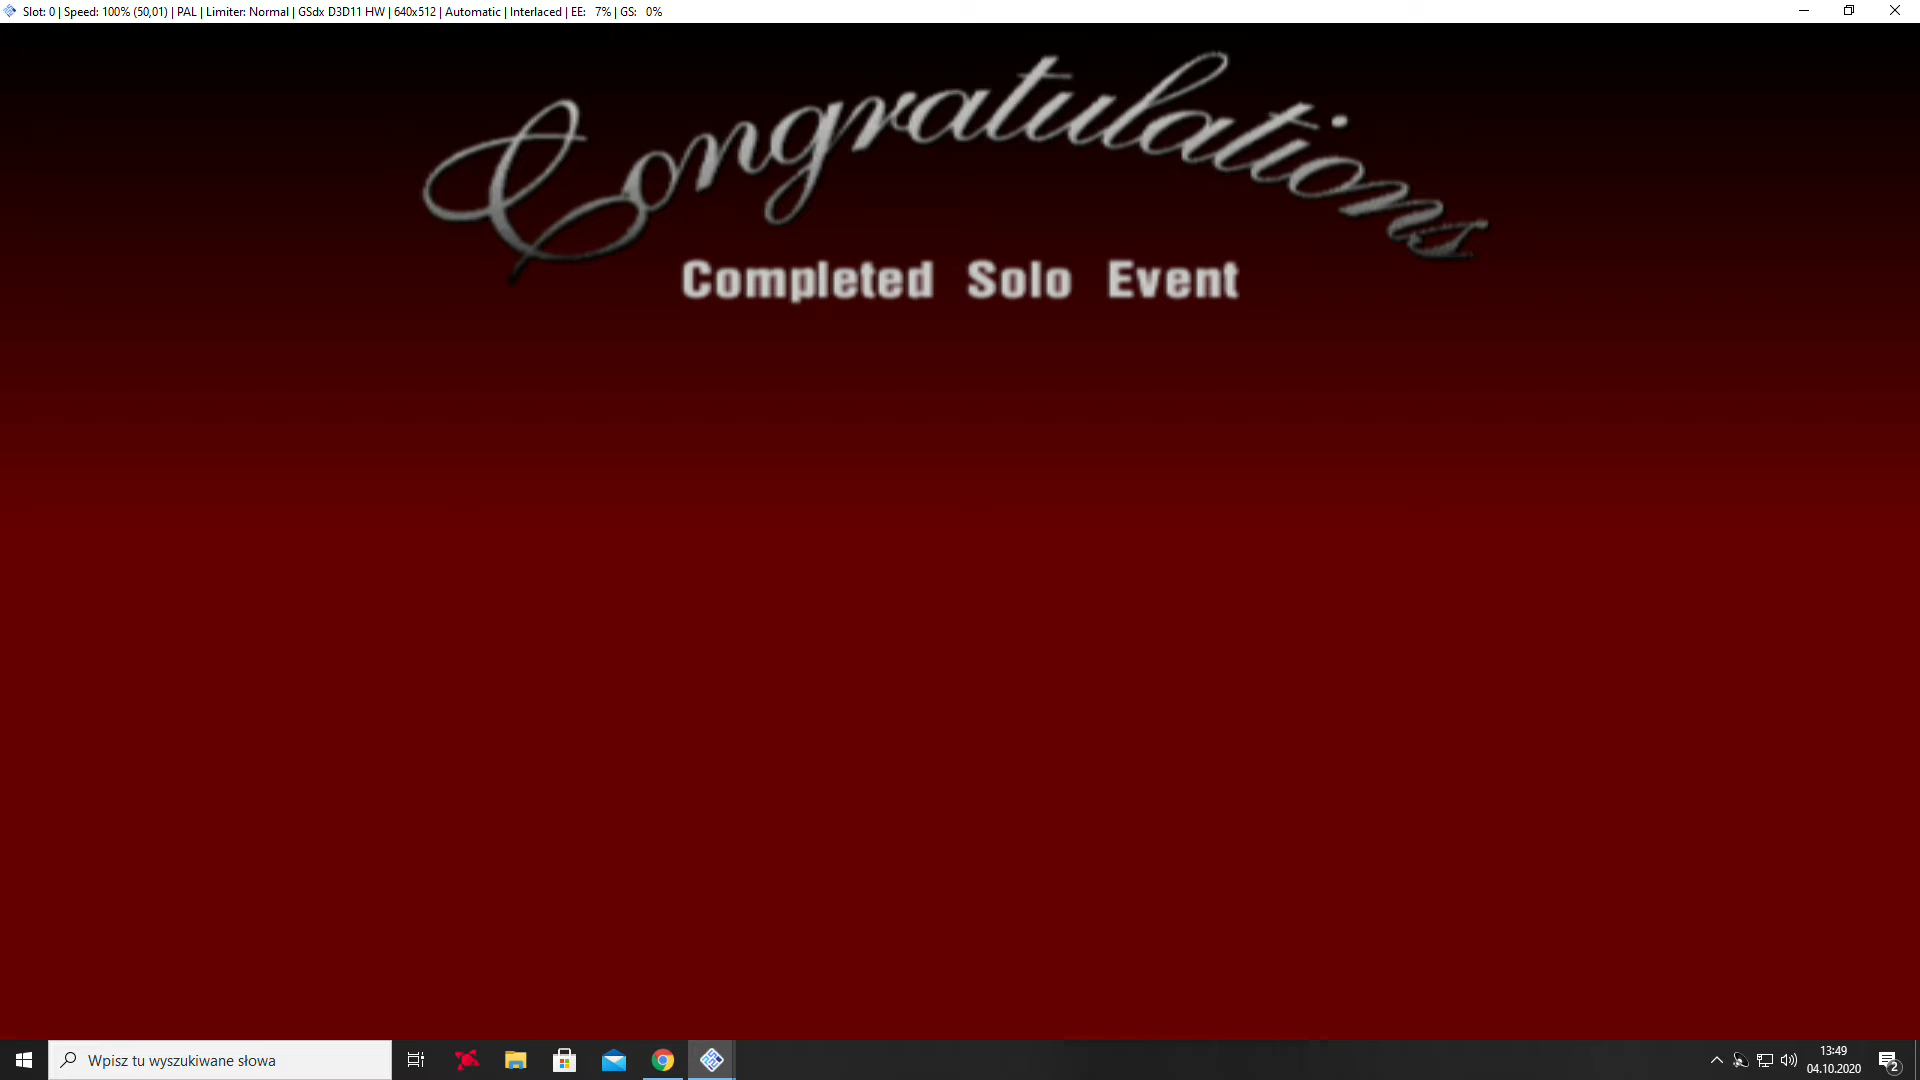 Slot: 0 | Speed: 100% (50,01) | PAL | Limiter: Normal | GSdx D3D11 HW | 640x512 | Automatic | Interlaced | EE: 7% | GS: 0%
Congratulations
Completed Solo Event
Wpisz tu wyszukiwane słowa
13:49
04.10.2020
2